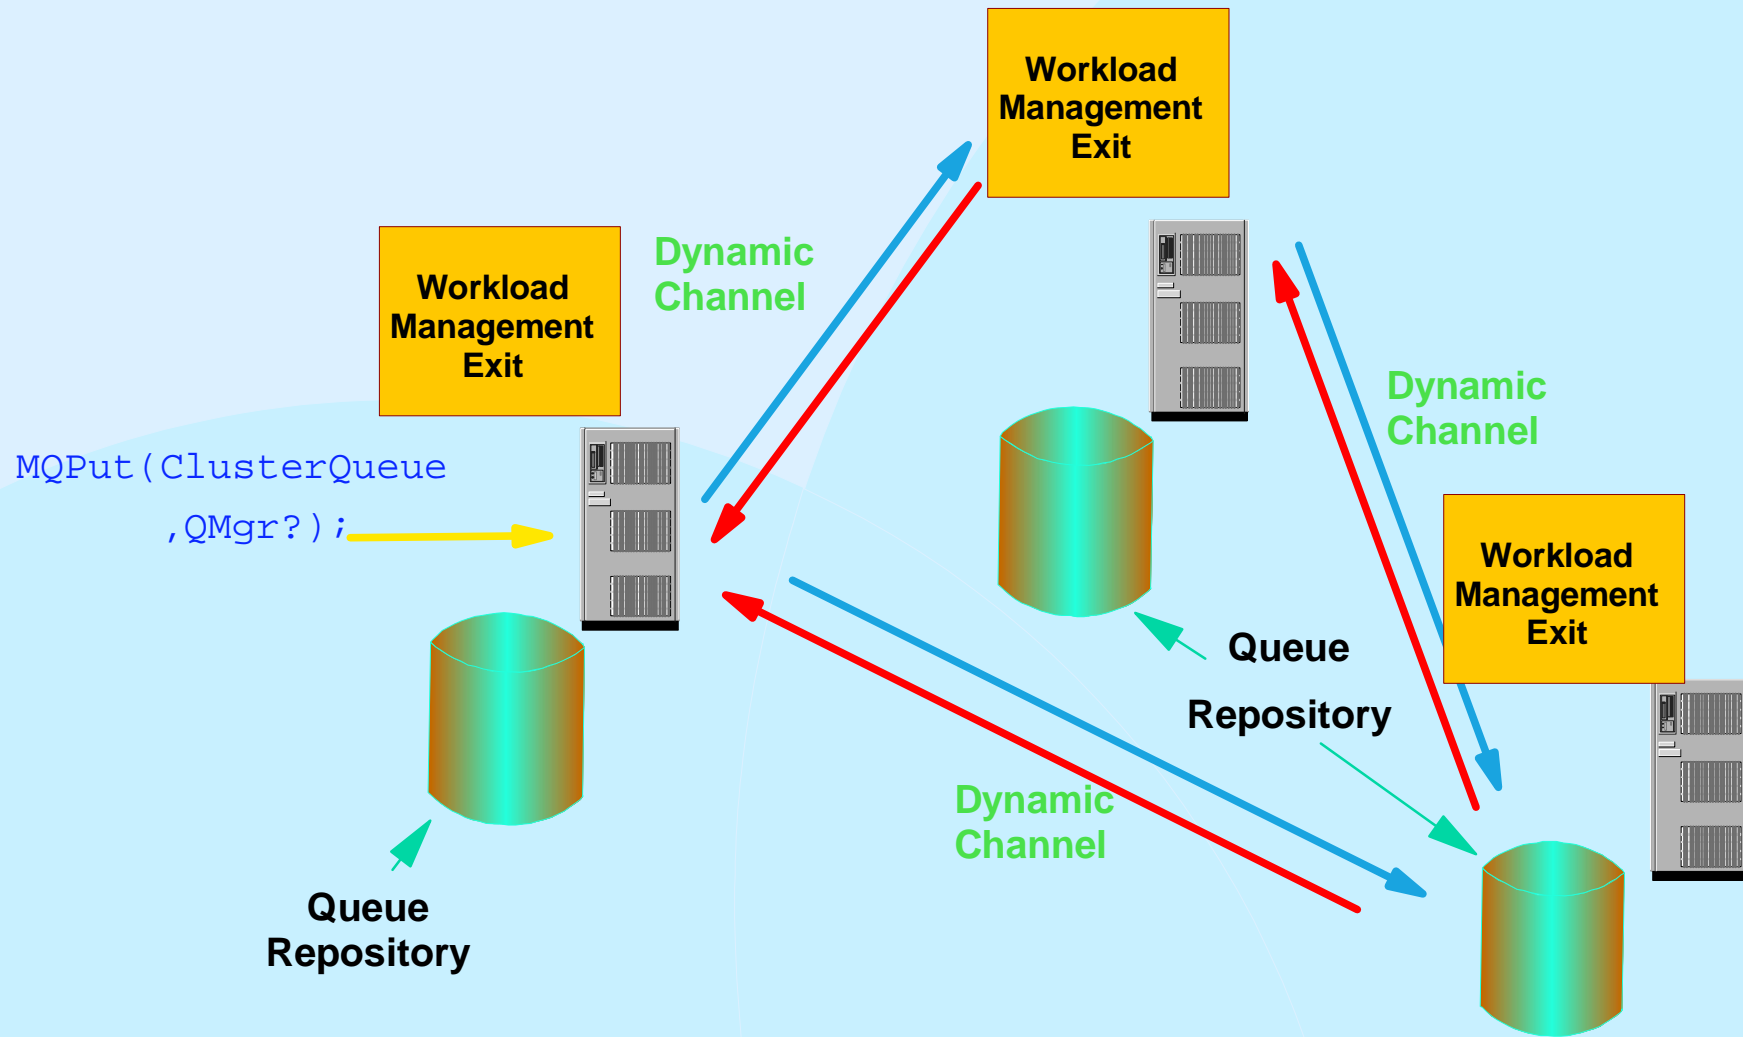 Workload
Management
Exit
Workload
Management
Exit
Dynamic
Channel
Dynamic
Channel
MQPut(ClusterQueue
,QMgr?);
Workload
Management
Exit
Queue
Repository
Dynamic
Channel
Queue
Repository